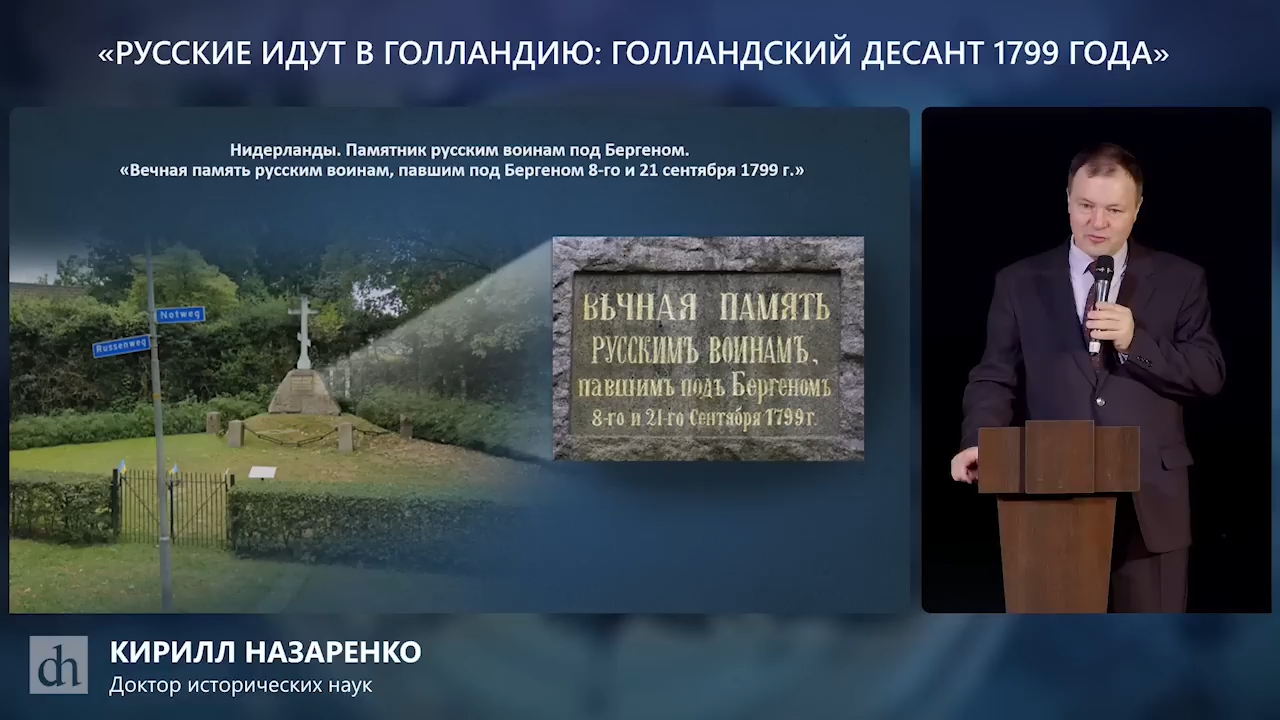 «РУССКИЕ ИДУТ В ГОЛЛАНДИЮ: ГОЛЛАНДСКИЙ ДЕСАНТ 1799 ГОДА»
Нидерланды. Памятник русским воинам под Бергеном.
«Вечная память русским воинам, павшим под Бергеном 8-го и 21 сентября 1799 г.»
Notweg
Russenweg
ВѢЧНАЯ ПАМЯТЬ
РУССКИМЪ ВОИНАМЪ,
павшимъ подъ Бергеномъ
8-го и 21-го Сентября 1799 г.
dh
КИРИЛЛ НАЗАРЕНКО
Доктор исторических наук